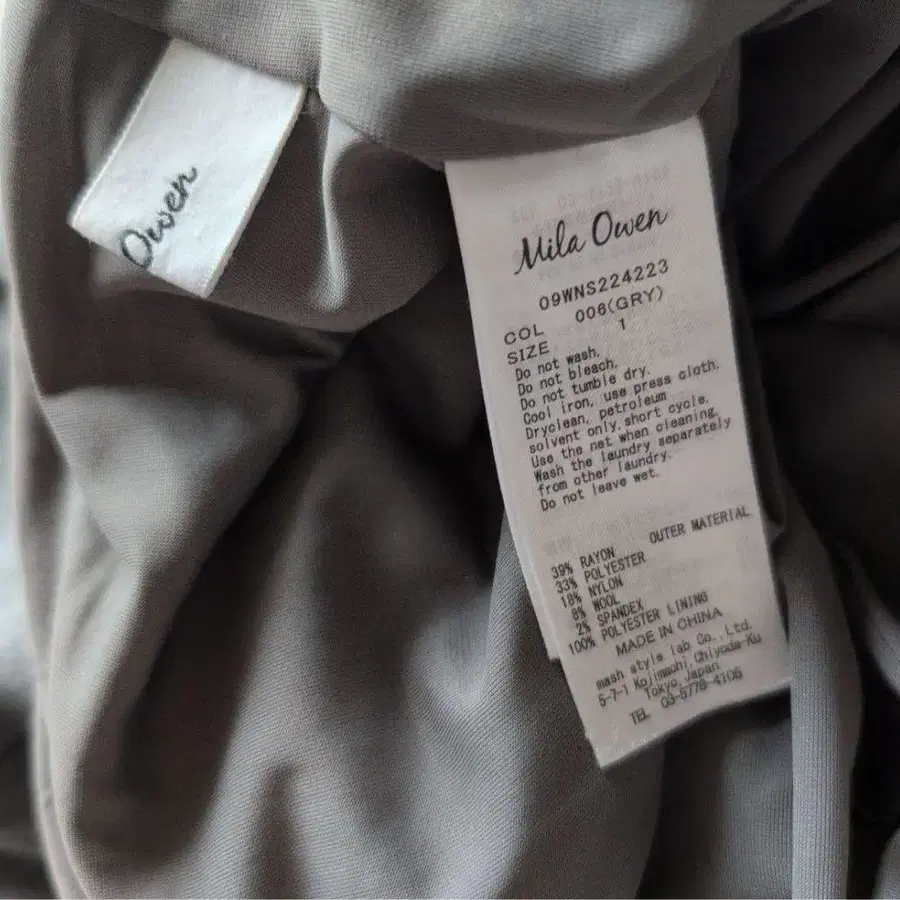 Owen
Mila Owen
09WNS224223
COL 006(GRY)
SIZE 1
Do not wash.
Do not bleach.
Do not tumble dry.
Cool iron, use press cloth.
Dryclean, petroleum
solvent only, short cycle.
Use the net when cleaning.
Wash the laundry separately
from other laundry.
Do not leave wet.
OUTER MATERIAL
39% RAYON
33% POLYESTER
18% NYLON
8% WOOL
2% SPANDEX
100% POLYESTER LINING
MADE IN CHINA
mash style lab Co., Ltd.
5-7-1 Kojimachi, Chiyoda-Ku
Tokyo, Japan
TEL 03-5778-4106